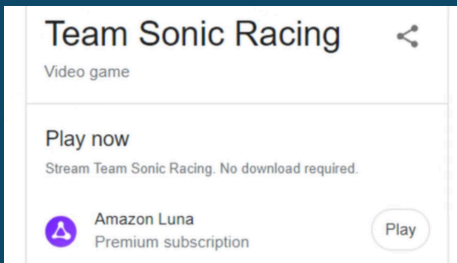 Team Sonic Racing
Video game
Play now
Stream Team Sonic Racing. No download required.
Amazon Luna
Premium subscription
Play